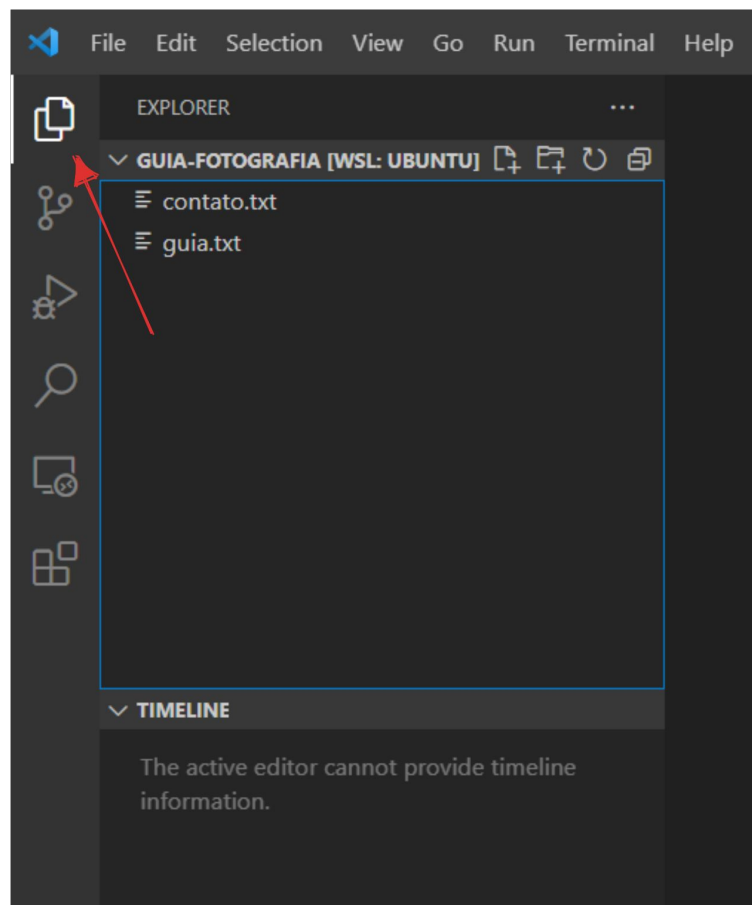 File Edit Selection View Go Run Terminal Help
EXPLORER
GUIA-FOTOGRAFIA [WSL: UBUNTU]
contato.txt
guia.txt
TIMELINE
The active editor cannot provide timeline
information.